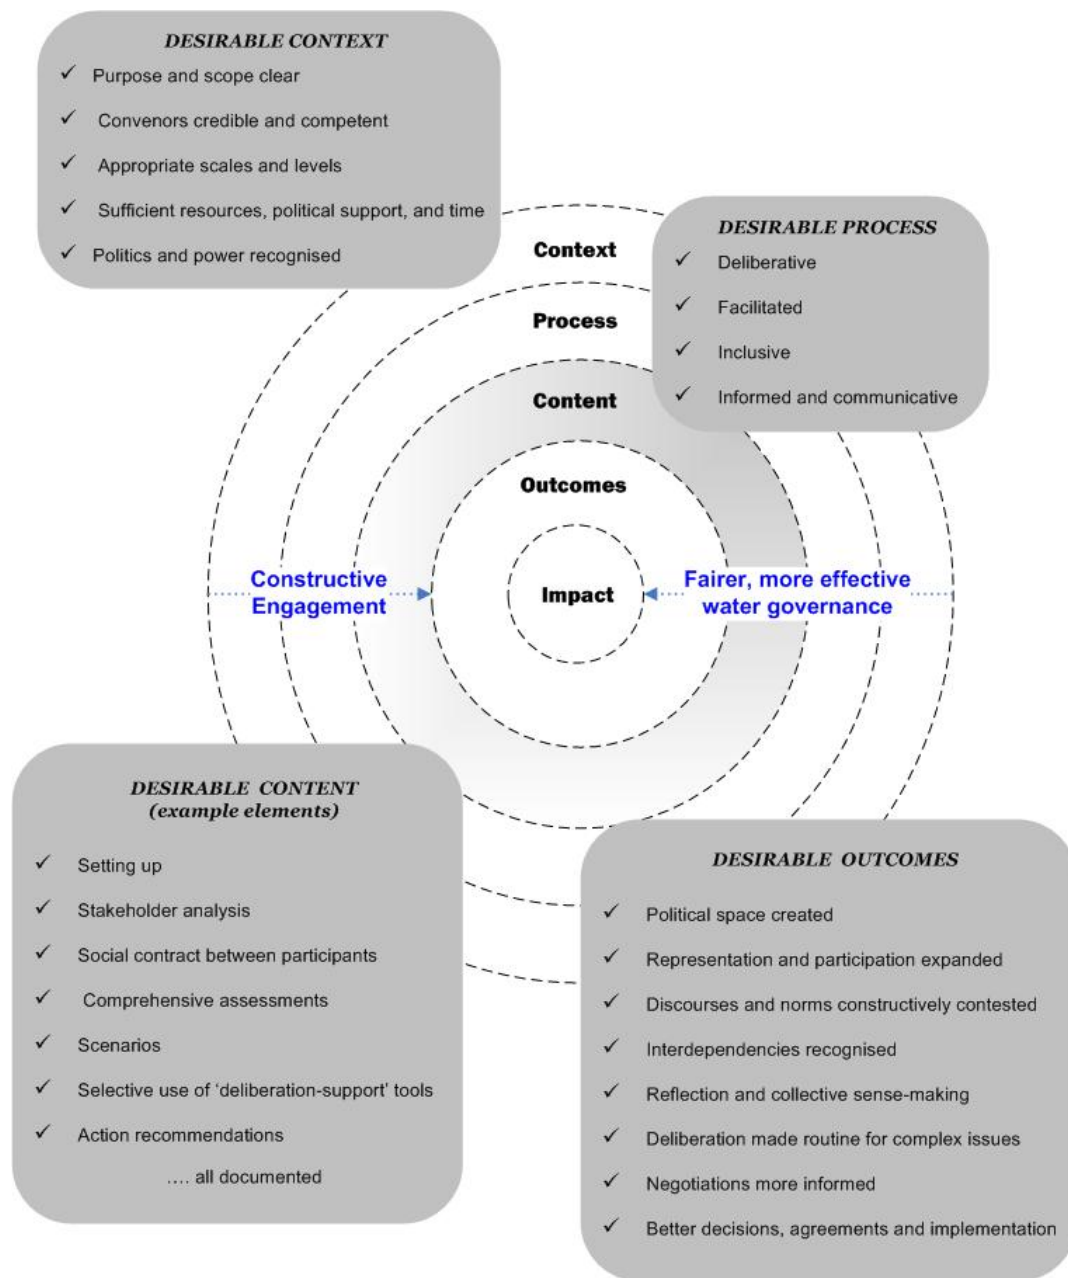 DESIRABLE CONTEXT
✓ Purpose and scope clear
✓ Convenors credible and competent
✓ Appropriate scales and levels
✓ Sufficient resources, political support, and time
✓ Politics and power recognised
DESIRABLE PROCESS
✓ Deliberative
✓ Facilitated
✓ Inclusive
✓ Informed and communicative
Context
Process
Content
Outcomes
Impact
Constructive
Engagement
Fairer, more effective
water governance
DESIRABLE CONTENT
(example elements)
✓ Setting up
✓ Stakeholder analysis
✓ Social contract between participants
✓ Comprehensive assessments
✓ Scenarios
✓ Selective use of ‘deliberation-support’ tools
✓ Action recommendations
…. all documented
DESIRABLE OUTCOMES
✓ Political space created
✓ Representation and participation expanded
✓ Discourses and norms constructively contested
✓ Interdependencies recognised
✓ Reflection and collective sense-making
✓ Deliberation made routine for complex issues
✓ Negotiations more informed
✓ Better decisions, agreements and implementation